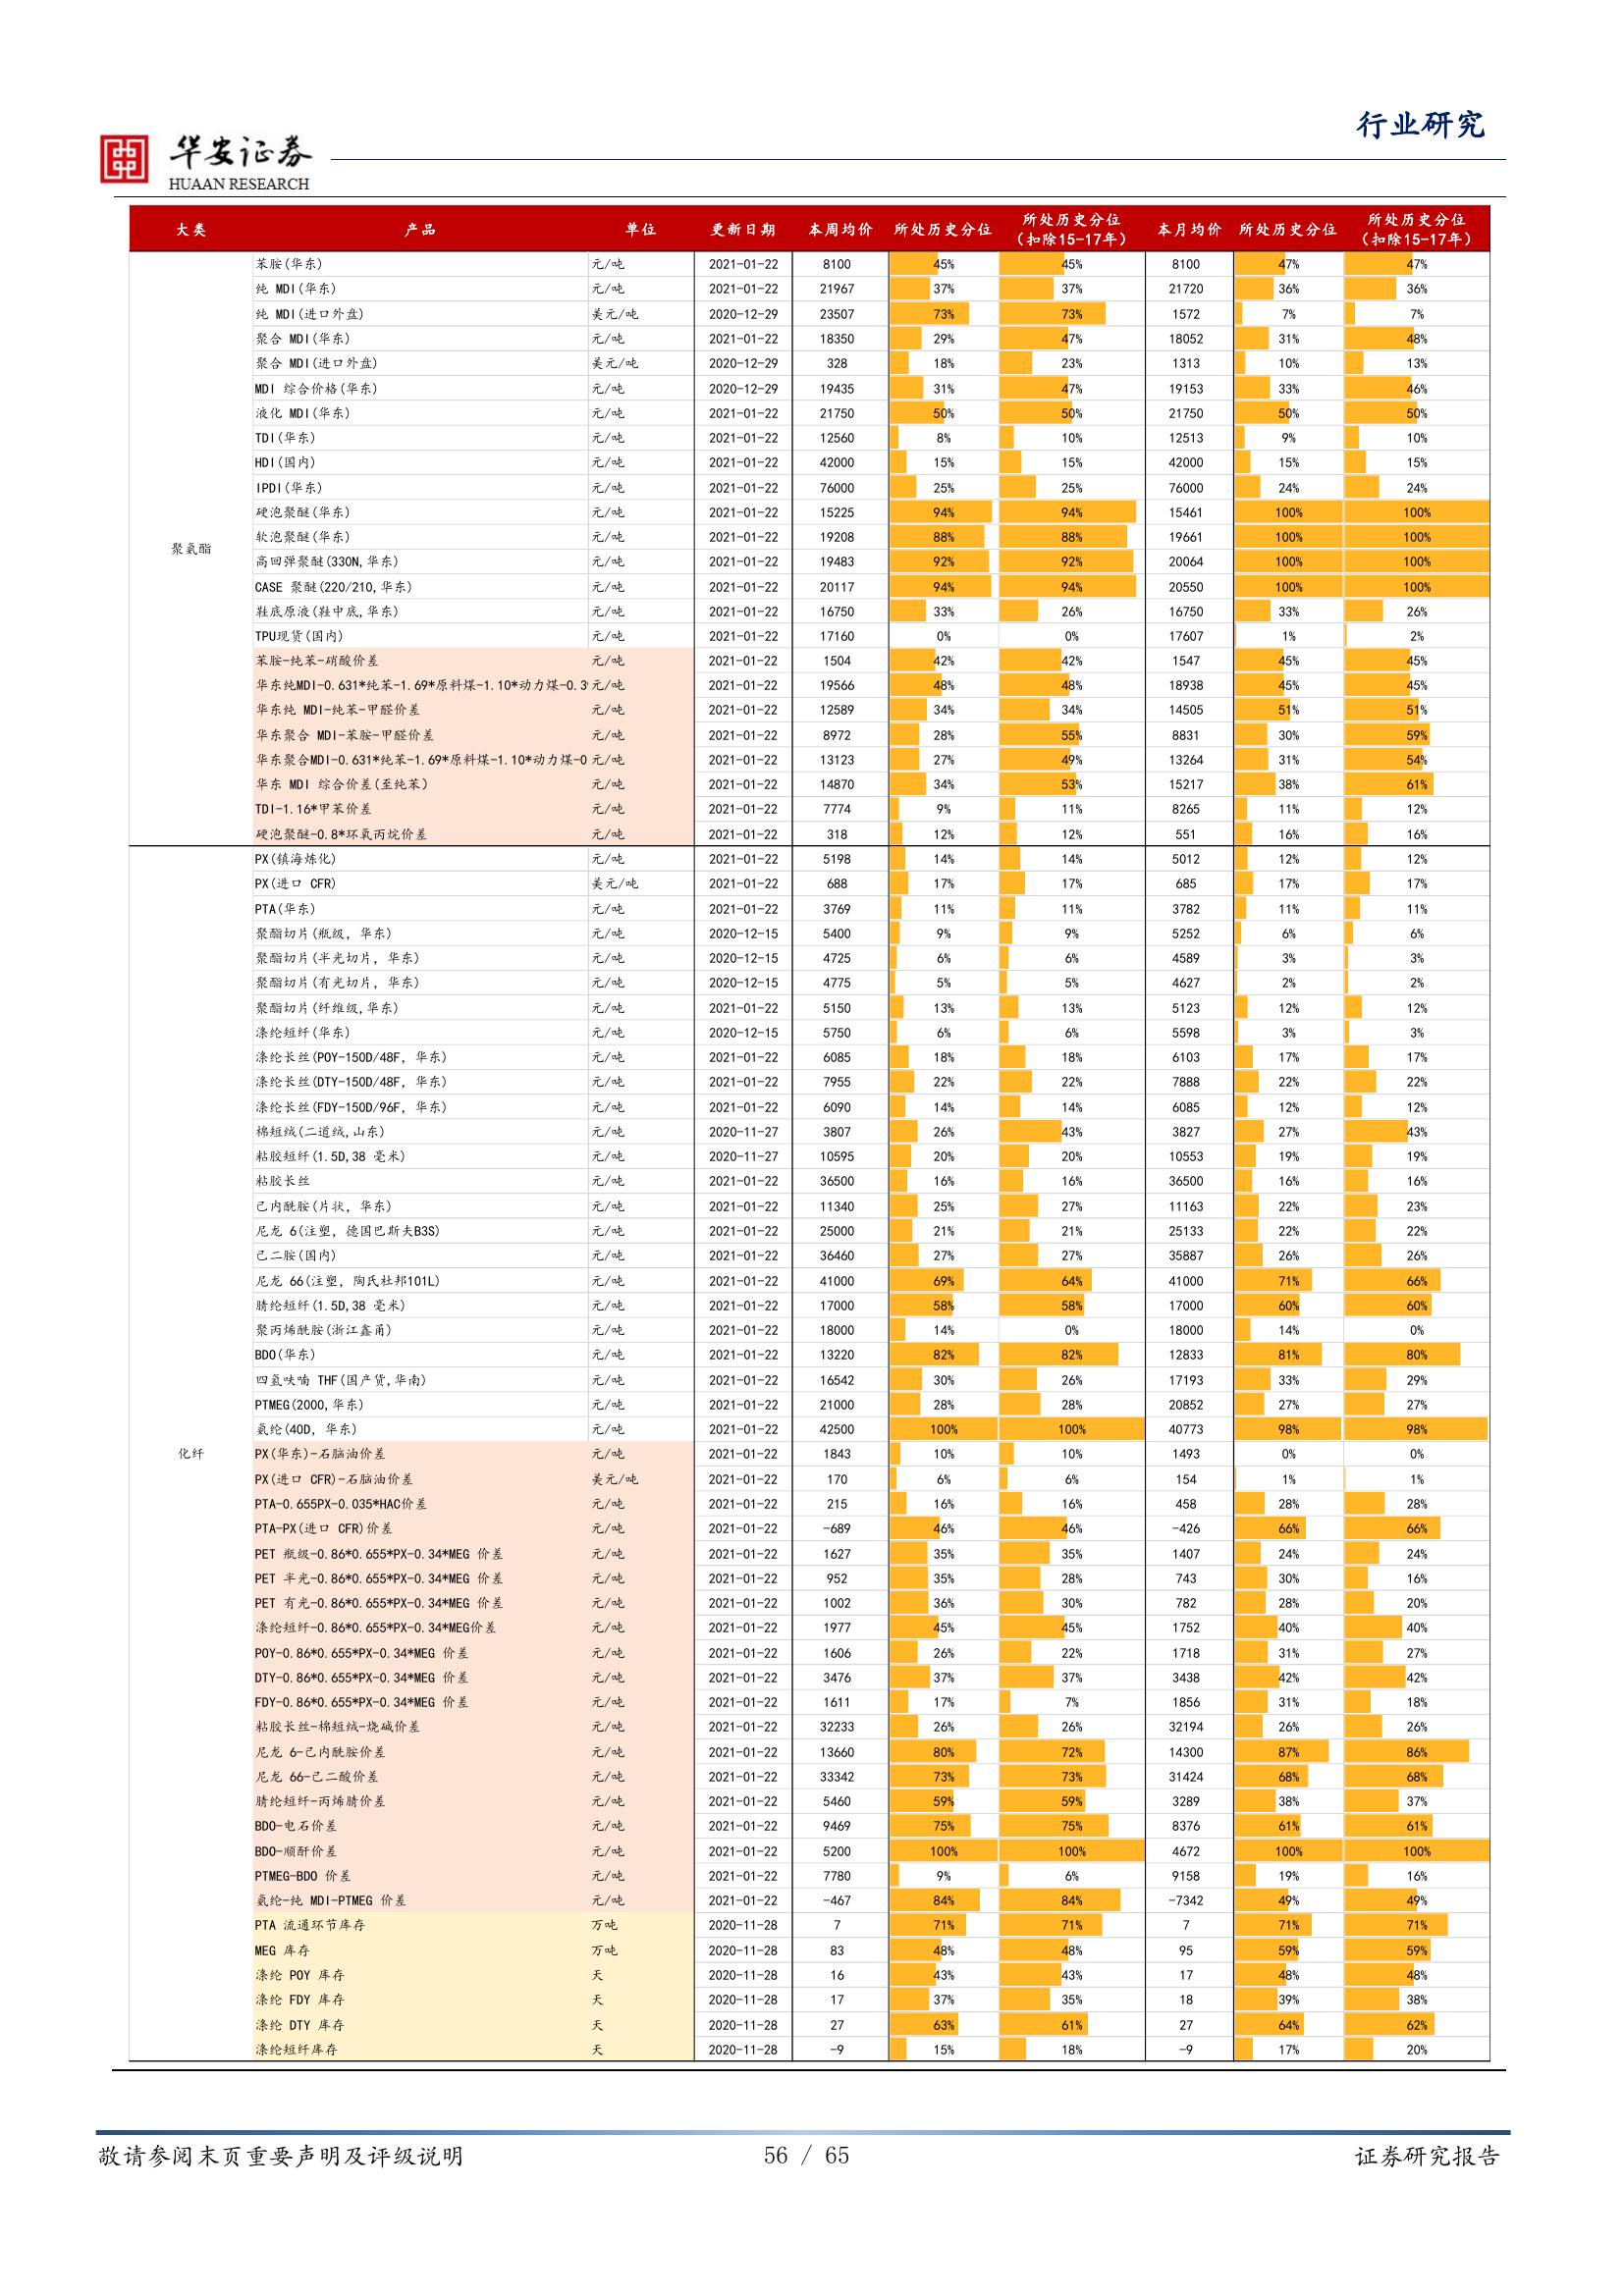 行业研究
华安证券
HUAAN RESEARCH
大类 产品 单位 更新日期 本周均价 所处历史分位 所处历史分位（扣除15-17年） 本月均价 所处历史分位 所处历史分位（扣除15-17年）
苯胺(华东) 元/吨 2021-01-22 8100 45% 45% 8100 47% 47%
纯 MDI(华东) 元/吨 2021-01-22 21967 37% 37% 21720 36% 36%
纯 MDI(进口外盘) 美元/吨 2020-12-29 23507 73% 73% 1572 7% 7%
聚合 MDI(华东) 元/吨 2021-01-22 18350 29% 47% 18052 31% 48%
聚合 MDI(进口外盘) 美元/吨 2020-12-29 328 18% 23% 1313 10% 13%
MDI 综合价格(华东) 元/吨 2020-12-29 19435 31% 47% 19153 33% 46%
液化 MDI(华东) 元/吨 2021-01-22 21750 50% 50% 21750 50% 50%
TDI(华东) 元/吨 2021-01-22 12560 8% 10% 12513 9% 10%
HDI(国内) 元/吨 2021-01-22 42000 15% 15% 42000 15% 15%
IPDI(华东) 元/吨 2021-01-22 76000 25% 25% 76000 24% 24%
硬泡聚醚(华东) 元/吨 2021-01-22 15225 94% 94% 15461 100% 100%
软泡聚醚(华东) 元/吨 2021-01-22 19208 88% 88% 19661 100% 100%
聚氨酯
高回弹聚醚(330N,华东) 元/吨 2021-01-22 19483 92% 92% 20064 100% 100%
CASE 聚醚(220/210,华东) 元/吨 2021-01-22 20117 94% 94% 20550 100% 100%
鞋底原液(鞋中底,华东) 元/吨 2021-01-22 16750 33% 26% 16750 33% 26%
TPU现货(国内) 元/吨 2021-01-22 17160 0% 0% 17607 1% 2%
苯胺-纯苯-硝酸价差 元/吨 2021-01-22 1504 42% 42% 1547 45% 45%
华东纯MDI-0.631*纯苯-1.69*原料煤-1.10*动力煤-0.3 元/吨 2021-01-22 19566 48% 48% 18938 45% 45%
华东纯 MDI-纯苯-甲醛价差 元/吨 2021-01-22 12589 34% 34% 14505 51% 51%
华东聚合 MDI-苯胺-甲醛价差 元/吨 2021-01-22 8972 28% 55% 8831 30% 59%
华东聚合MDI-0.631*纯苯-1.69*原料煤-1.10*动力煤-0 元/吨 2021-01-22 13123 27% 49% 13264 31% 54%
华东 MDI 综合价差(至纯苯) 元/吨 2021-01-22 14870 34% 53% 15217 38% 61%
TDI-1.16*甲苯价差 元/吨 2021-01-22 7774 9% 11% 8265 11% 12%
硬泡聚醚-0.8*环氧丙烷价差 元/吨 2021-01-22 318 12% 12% 551 16% 16%
PX(镇海炼化) 元/吨 2021-01-22 5198 14% 14% 5012 12% 12%
PX(进口 CFR) 美元/吨 2021-01-22 688 17% 17% 685 17% 17%
PTA(华东) 元/吨 2021-01-22 3769 11% 11% 3782 11% 11%
聚酯切片(瓶级, 华东) 元/吨 2020-12-15 5400 9% 9% 5252 6% 6%
聚酯切片(半光切片, 华东) 元/吨 2020-12-15 4725 6% 6% 4589 3% 3%
聚酯切片(有光切片, 华东) 元/吨 2020-12-15 4775 5% 5% 4627 2% 2%
聚酯切片(纤维级,华东) 元/吨 2021-01-22 5150 13% 13% 5123 12% 12%
涤纶短纤(华东) 元/吨 2020-12-15 5750 6% 6% 5598 3% 3%
涤纶长丝(POY-150D/48F, 华东) 元/吨 2021-01-22 6085 18% 18% 6103 17% 17%
涤纶长丝(DTY-150D/48F, 华东) 元/吨 2021-01-22 7955 22% 22% 7888 22% 22%
涤纶长丝(FDY-150D/96F, 华东) 元/吨 2021-01-22 6090 14% 14% 6085 12% 12%
棉短绒(二道绒,山东) 元/吨 2020-11-27 3807 26% 43% 3827 27% 43%
粘胶短纤(1.5D,38 毫米) 元/吨 2020-11-27 10595 20% 20% 10553 19% 19%
粘胶长丝 元/吨 2021-01-22 36500 16% 16% 36500 16% 16%
己内酰胺(片状, 华东) 元/吨 2021-01-22 11340 25% 27% 11163 22% 23%
尼龙 6(注塑, 德国巴斯夫B3S) 元/吨 2021-01-22 25000 21% 21% 25133 22% 22%
己二胺(国内) 元/吨 2021-01-22 36460 27% 27% 35887 26% 26%
尼龙 66(注塑, 陶氏杜邦101L) 元/吨 2021-01-22 41000 69% 64% 41000 71% 66%
腈纶短纤(1.5D,38 毫米) 元/吨 2021-01-22 17000 58% 58% 17000 60% 60%
聚丙烯酰胺(浙江鑫甬) 元/吨 2021-01-22 18000 14% 0% 18000 14% 0%
BDO(华东) 元/吨 2021-01-22 13220 82% 82% 12833 81% 80%
四氢呋喃 THF(国产货,华南) 元/吨 2021-01-22 16542 30% 26% 17193 33% 29%
PTMEG(2000,华东) 元/吨 2021-01-22 21000 28% 28% 20852 27% 27%
氨纶(40D, 华东) 元/吨 2021-01-22 42500 100% 100% 40773 98% 98%
化纤 PX(华东)-石脑油价差 元/吨 2021-01-22 1843 10% 10% 1493 0% 0%
PX(进口 CFR)-石脑油价差 美元/吨 2021-01-22 170 6% 6% 154 1% 1%
PTA-0.655PX-0.035*HAC价差 元/吨 2021-01-22 215 16% 16% 458 28% 28%
PTA-PX(进口 CFR)价差 元/吨 2021-01-22 -689 46% 46% -426 66% 66%
PET 瓶级-0.86*0.655*PX-0.34*MEG 价差 元/吨 2021-01-22 1627 35% 35% 1407 24% 24%
PET 半光-0.86*0.655*PX-0.34*MEG 价差 元/吨 2021-01-22 952 35% 28% 743 30% 16%
PET 有光-0.86*0.655*PX-0.34*MEG 价差 元/吨 2021-01-22 1002 36% 30% 782 28% 20%
涤纶短纤-0.86*0.655*PX-0.34*MEG价差 元/吨 2021-01-22 1977 45% 45% 1752 40% 40%
POY-0.86*0.655*PX-0.34*MEG 价差 元/吨 2021-01-22 1606 26% 22% 1718 31% 27%
DTY-0.86*0.655*PX-0.34*MEG 价差 元/吨 2021-01-22 3476 37% 37% 3438 42% 42%
FDY-0.86*0.655*PX-0.34*MEG 价差 元/吨 2021-01-22 1611 17% 7% 1856 31% 18%
粘胶长丝-棉短绒-烧碱价差 元/吨 2021-01-22 32233 26% 26% 32194 26% 26%
尼龙 6-己内酰胺价差 元/吨 2021-01-22 13660 80% 72% 14300 87% 86%
尼龙 66-己二酸价差 元/吨 2021-01-22 33342 73% 73% 31424 68% 68%
腈纶短纤-丙烯腈价差 元/吨 2021-01-22 5460 59% 59% 3289 38% 37%
BDO-电石价差 元/吨 2021-01-22 9469 75% 75% 8376 61% 61%
BDO-顺酐价差 元/吨 2021-01-22 5200 100% 100% 4672 100% 100%
PTMEG-BDO 价差 元/吨 2021-01-22 7780 9% 6% 9158 19% 16%
氨纶-纯 MDI-PTMEG 价差 元/吨 2021-01-22 -467 84% 84% -7342 49% 49%
PTA 流通环节库存 万吨 2020-11-28 7 71% 71% 7 71% 71%
MEG 库存 万吨 2020-11-28 83 48% 48% 95 59% 59%
涤纶 POY 库存 天 2020-11-28 16 43% 43% 17 48% 48%
涤纶 FDY 库存 天 2020-11-28 17 37% 35% 18 39% 38%
涤纶 DTY 库存 天 2020-11-28 27 63% 61% 27 64% 62%
涤纶短纤库存 天 2020-11-28 -9 15% 18% -9 17% 20%
敬请参阅末页重要声明及评级说明 56 / 65 证券研究报告